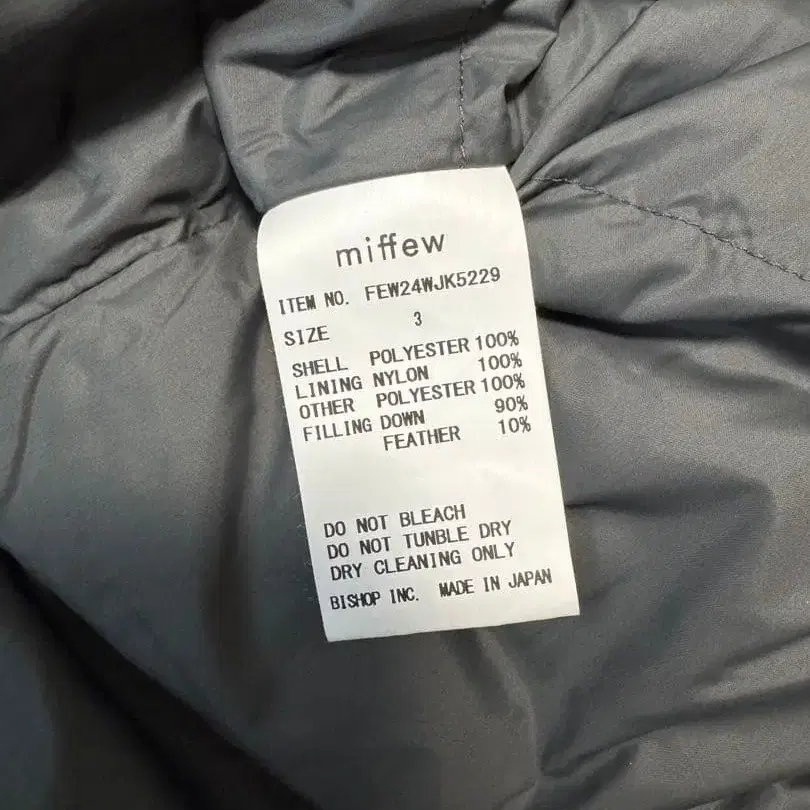 miffew
ITEM NO. FEW24WJK5229
SIZE 3
SHELL POLYESTER 100%
LINING NYLON 100%
OTHER POLYESTER 100%
FILLING DOWN 90%
FEATHER 10%
DO NOT BLEACH
DO NOT TUNBLE DRY
DRY CLEANING ONLY
BISHOP INC. MADE IN JAPAN